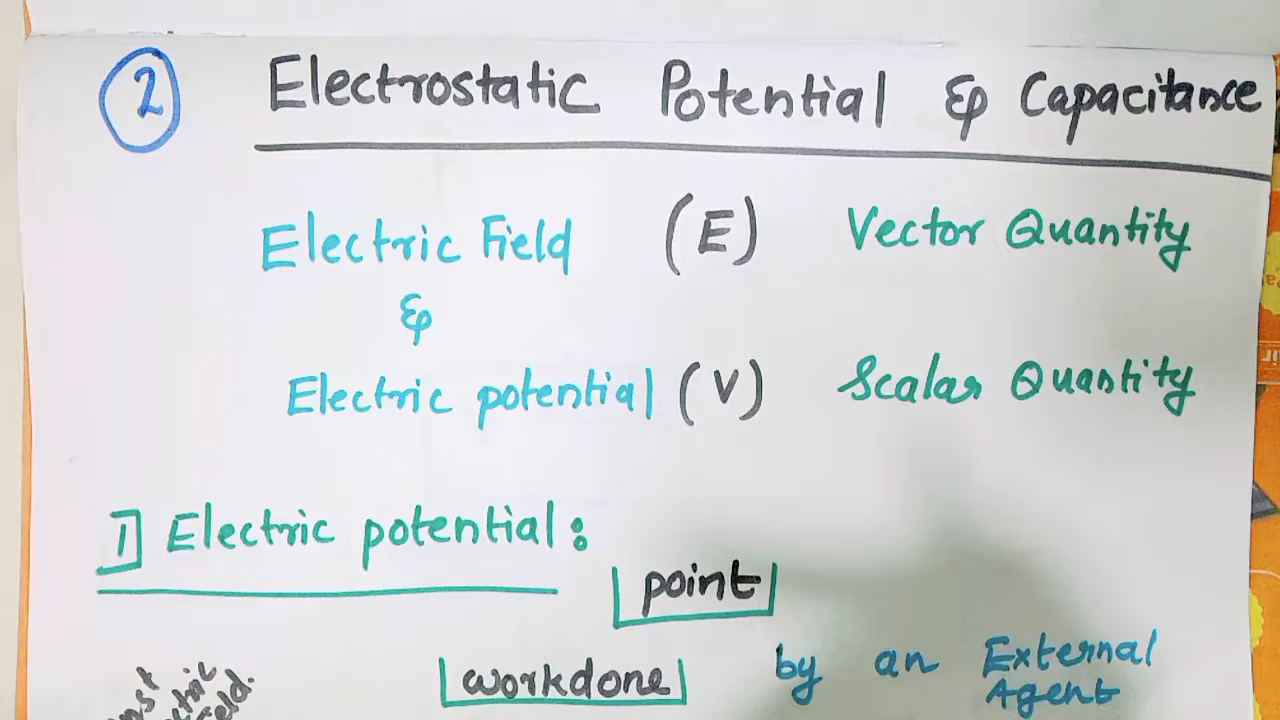 2
Electrostatic Potential & Capacitance
Electric Field (E) Vector Quantity
&
Electric potential (V) Scalar Quantity
1] Electric potential:
point
workdone by an External
Agent